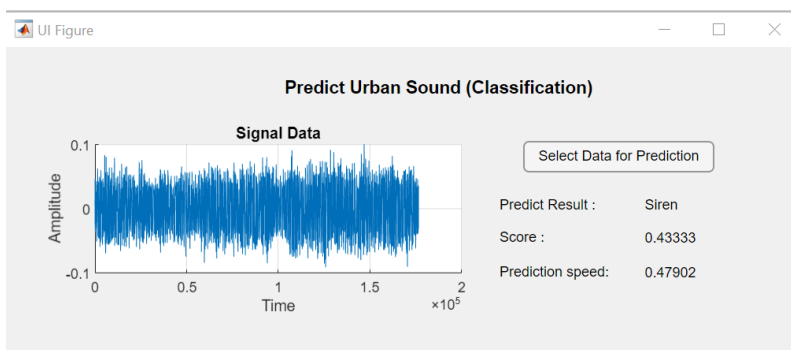 UI Figure
Predict Urban Sound (Classification)
Signal Data
0.1
0
-0.1
Amplitude
0 0.5 1 1.5 2
Time
×10⁵
Select Data for Prediction
Predict Result : Siren
Score : 0.43333
Prediction speed: 0.47902